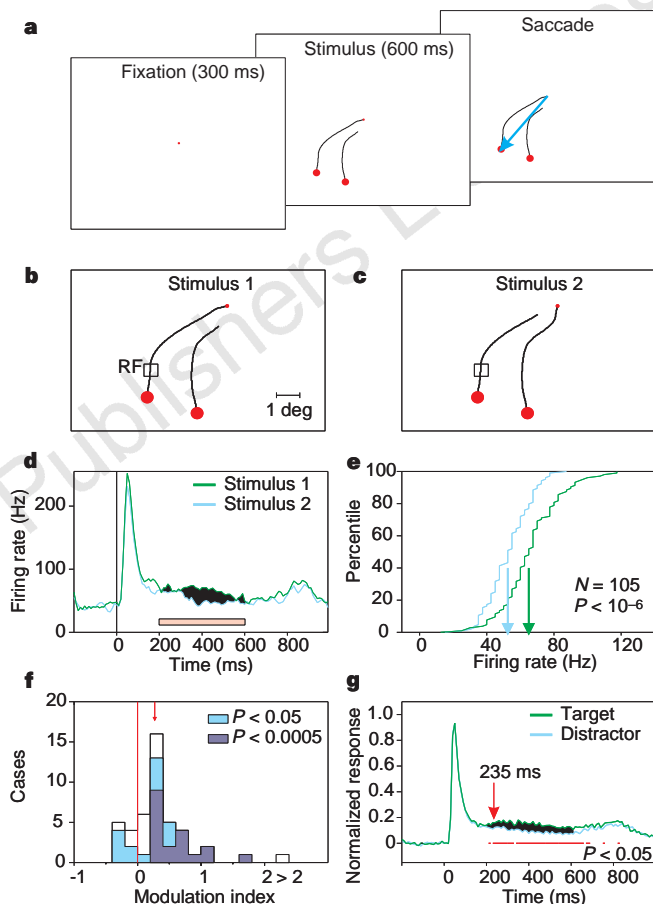 a
Fixation (300 ms)
Stimulus (600 ms)
Saccade
b
Stimulus 1
RF
1 deg
c
Stimulus 2
d
Firing rate (Hz)
200
100
0
Stimulus 1
Stimulus 2
0 200 400 600 800
Time (ms)
e
Percentile
100
80
60
40
20
0
N = 105
P < 10⁻⁶
0 40 80 120
Firing rate (Hz)
f
Cases
20
15
10
5
0
P < 0.05
P < 0.0005
-1 0 1 2 > 2
Modulation index
g
Normalized response
1.0
0.8
0.6
0.4
0.2
0
Target
Distractor
235 ms
P < 0.05
0 200 400 600 800
Time (ms)
Publishers